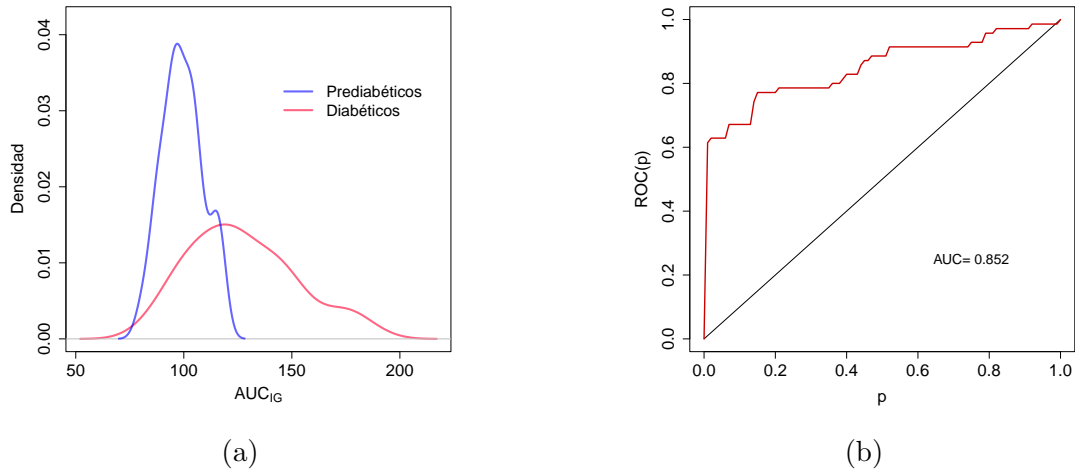 0.04
0.03
0.02
0.01
0.00
Densidad
Prediabéticos
Diabéticos
50 100 150 200
AUC_IG
(a)
1.0
0.8
0.6
0.4
0.2
0.0
ROC(p)
AUC= 0.852
0.0 0.2 0.4 0.6 0.8 1.0
p
(b)